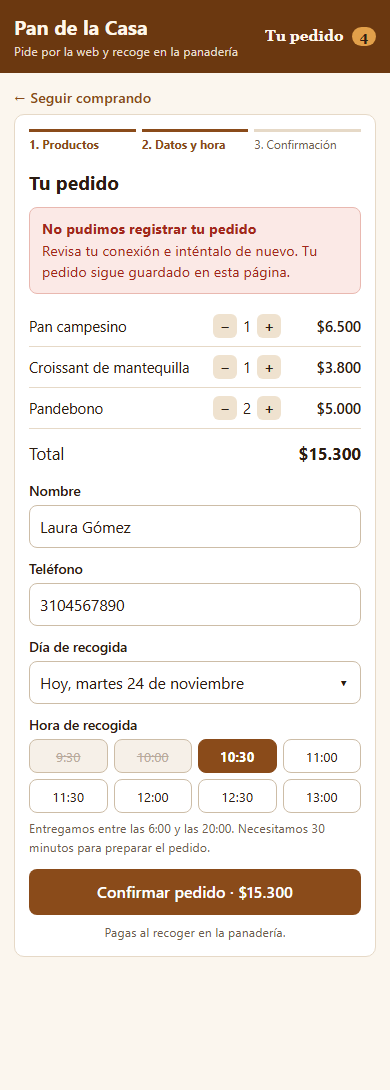 Pan de la Casa
Pide por la web y recoge en la panadería
Tu pedido 4
← Seguir comprando
1. Productos 2. Datos y hora 3. Confirmación
Tu pedido
No pudimos registrar tu pedido
Revisa tu conexión e inténtalo de nuevo. Tu
pedido sigue guardado en esta página.
Pan campesino − 1 + $6.500
Croissant de mantequilla − 1 + $3.800
Pandebono − 2 + $5.000
Total $15.300
Nombre
Laura Gómez
Teléfono
3104567890
Día de recogida
Hoy, martes 24 de noviembre
Hora de recogida
9:30 10:00 10:30 11:00
11:30 12:00 12:30 13:00
Entregamos entre las 6:00 y las 20:00. Necesitamos 30
minutos para preparar el pedido.
Confirmar pedido · $15.300
Pagas al recoger en la panadería.